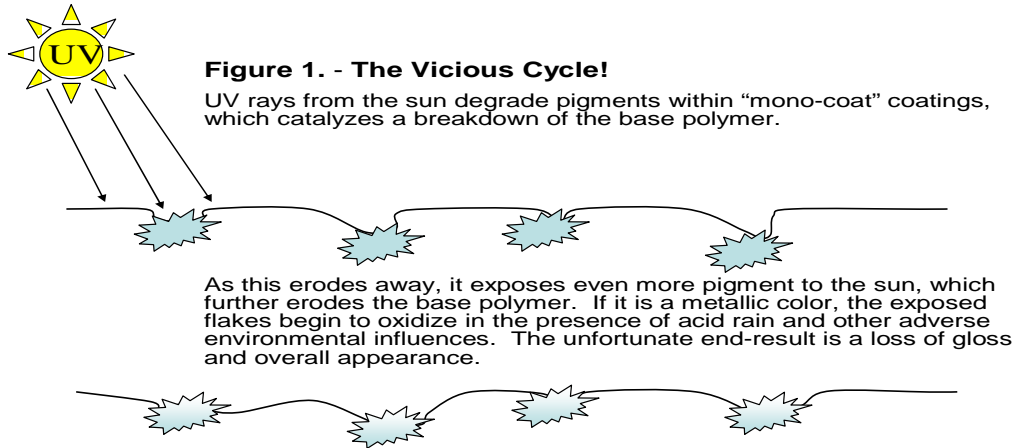 UV
Figure 1. - The Vicious Cycle!
UV rays from the sun degrade pigments within “mono-coat” coatings,
which catalyzes a breakdown of the base polymer.
As this erodes away, it exposes even more pigment to the sun, which
further erodes the base polymer. If it is a metallic color, the exposed
flakes begin to oxidize in the presence of acid rain and other adverse
environmental influences. The unfortunate end-result is a loss of gloss
and overall appearance.